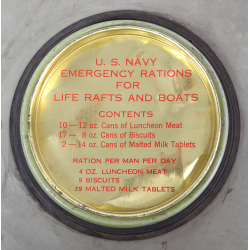 U. S. NAVY
EMERGENCY RATIONS
FOR
LIFE RAFTS AND BOATS
CONTENTS
10 — 12 oz. Cans of Luncheon Meat
17 — 8 oz. Cans of Biscuits
2 — 14 oz. Cans of Malted Milk Tablets
RATION PER MAN PER DAY
4 OZ. LUNCHEON MEAT
9 BISCUITS
19 MALTED MILK TABLETS